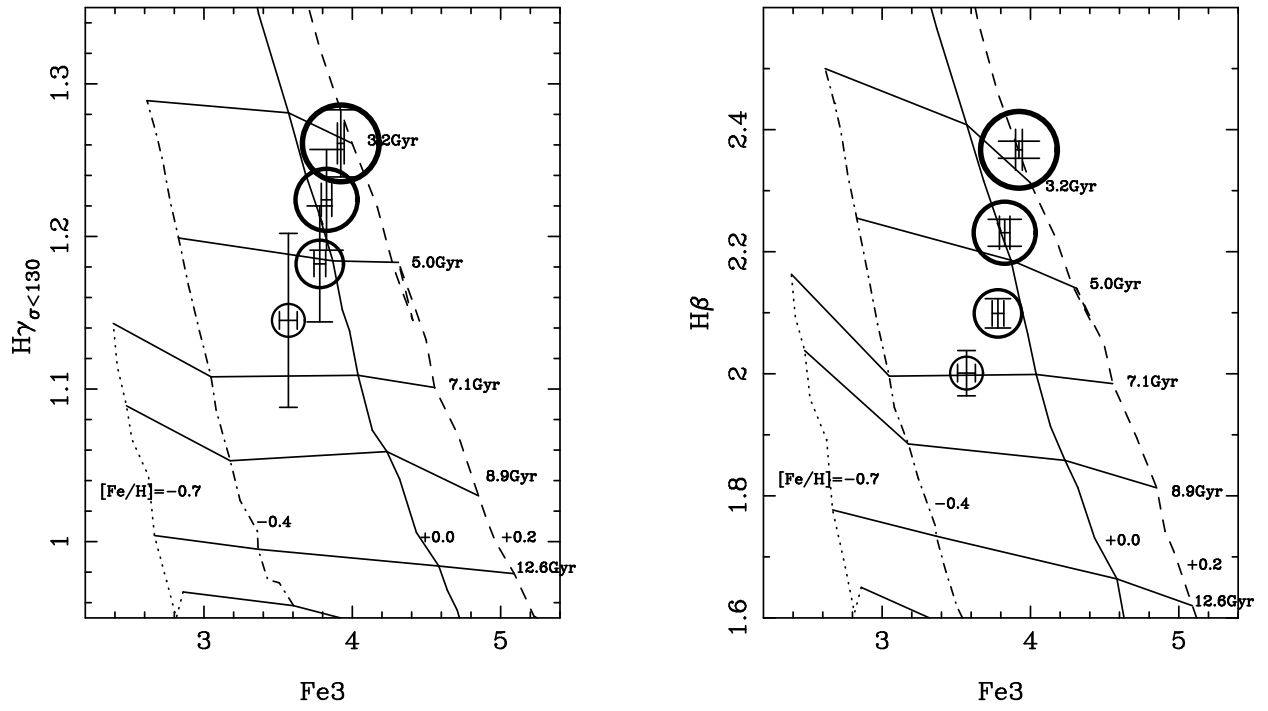 1.3
1.2
1.1
1
Hγσ<130
3.2Gyr
5.0Gyr
7.1Gyr
8.9Gyr
12.6Gyr
[Fe/H]=−0.7
−0.4
+0.0
+0.2
3 4 5
Fe3
2.4
2.2
2
1.8
1.6
Hβ
3.2Gyr
5.0Gyr
7.1Gyr
8.9Gyr
12.6Gyr
[Fe/H]=−0.7
−0.4
+0.0
+0.2
3 4 5
Fe3